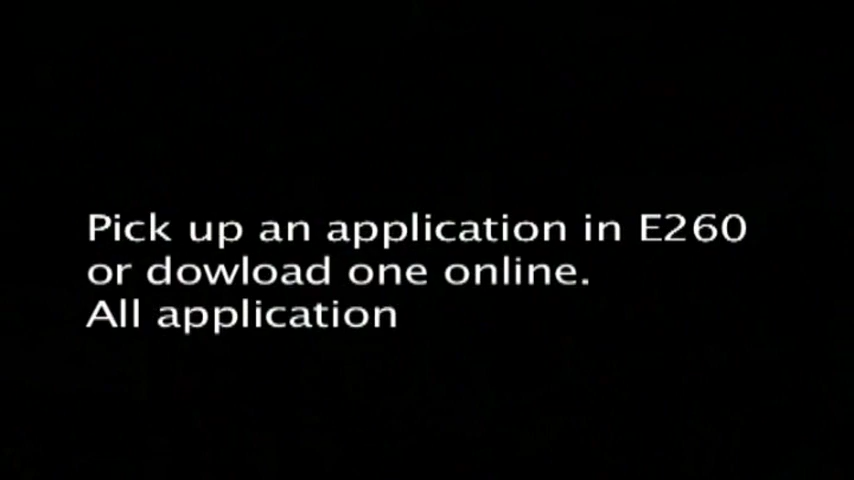 Pick up an application in E260
or dowload one online.
All application